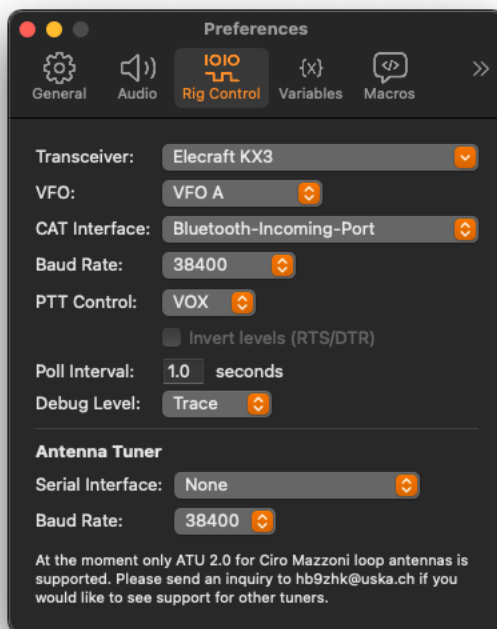 Preferences
IOIO
General Audio Rig Control Variables Macros
Transceiver: Elecraft KX3
VFO: VFO A
CAT Interface: Bluetooth-Incoming-Port
Baud Rate: 38400
PTT Control: VOX
Invert levels (RTS/DTR)
Poll Interval: 1.0 seconds
Debug Level: Trace
Antenna Tuner
Serial Interface: None
Baud Rate: 38400
At the moment only ATU 2.0 for Ciro Mazzoni loop antennas is
supported. Please send an inquiry to hb9zhk@uska.ch if you
would like to see support for other tuners.